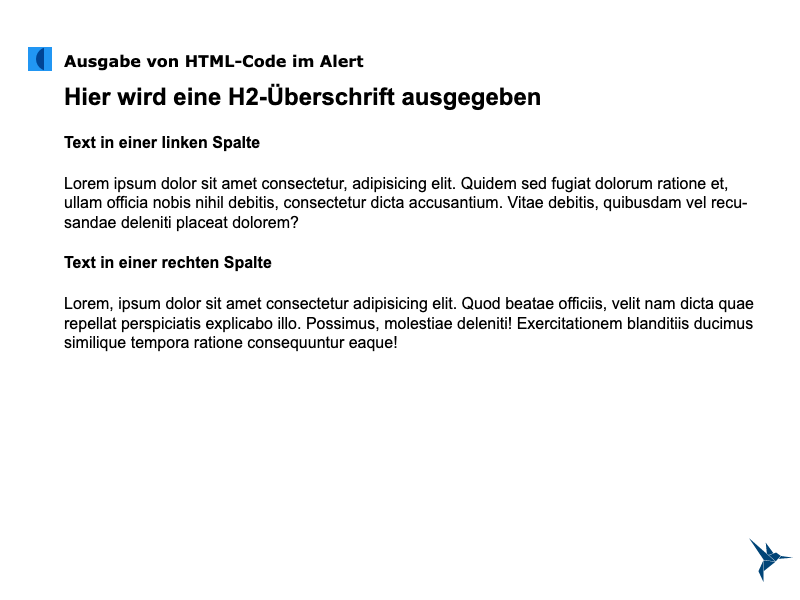 Ausgabe von HTML-Code im Alert
Hier wird eine H2-Überschrift ausgegeben
Text in einer linken Spalte
Lorem ipsum dolor sit amet consectetur, adipisicing elit. Quidem sed fugiat dolorum ratione et,
ullam officia nobis nihil debitis, consectetur dicta accusantium. Vitae debitis, quibusdam vel recu-
sandae deleniti placeat dolorem?
Text in einer rechten Spalte
Lorem, ipsum dolor sit amet consectetur adipisicing elit. Quod beatae officiis, velit nam dicta quae
repellat perspiciatis explicabo illo. Possimus, molestiae deleniti! Exercitationem blanditiis ducimus
similique tempora ratione consequuntur eaque!